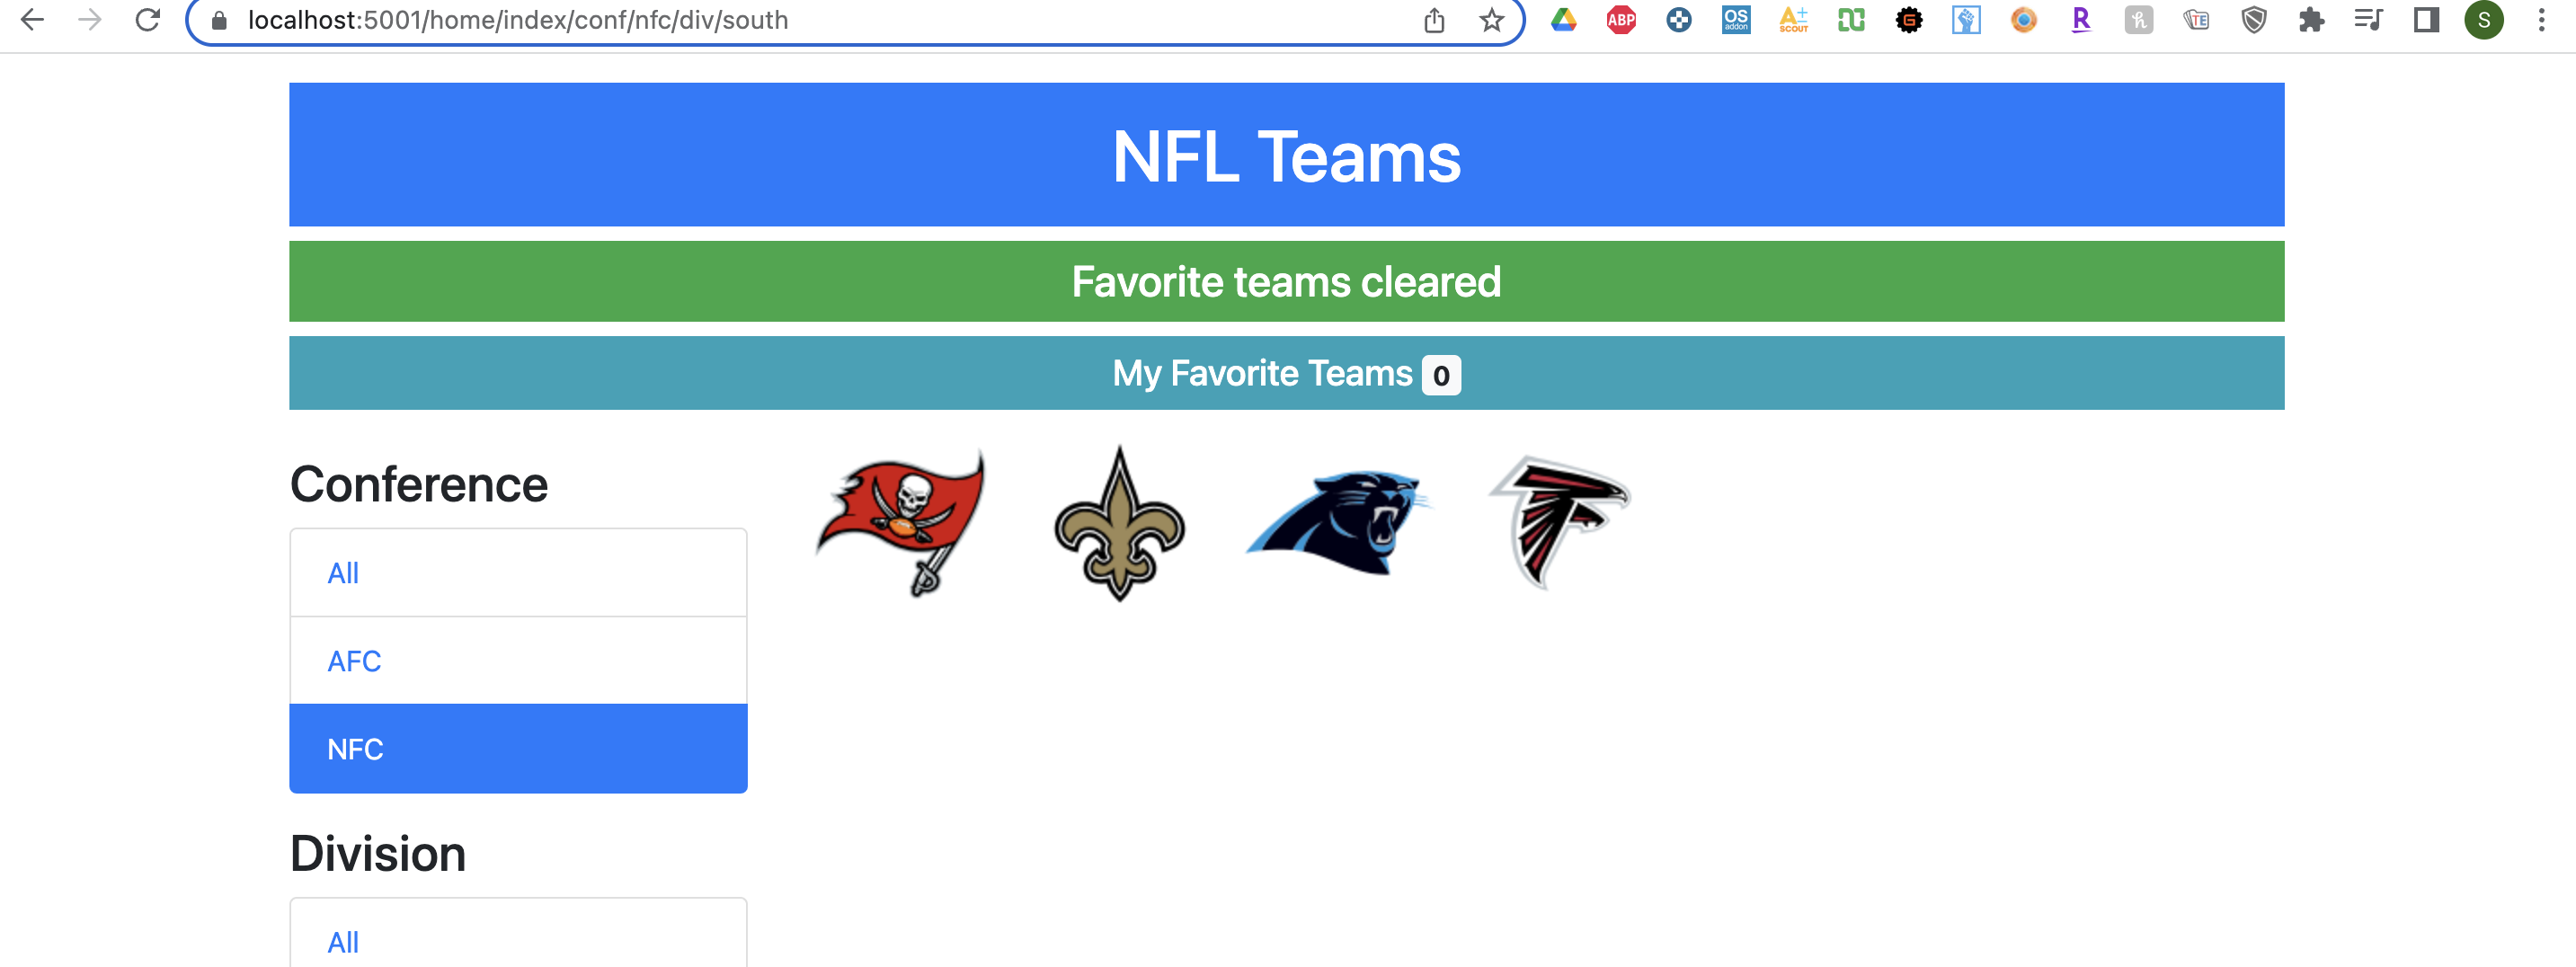 localhost:5001/home/index/conf/nfc/div/south
ABP
OS
addon
A+
SCOUT
G
R
h
TE
S
NFL Teams
Favorite teams cleared
My Favorite Teams 0
Conference
All
AFC
NFC
Division
All